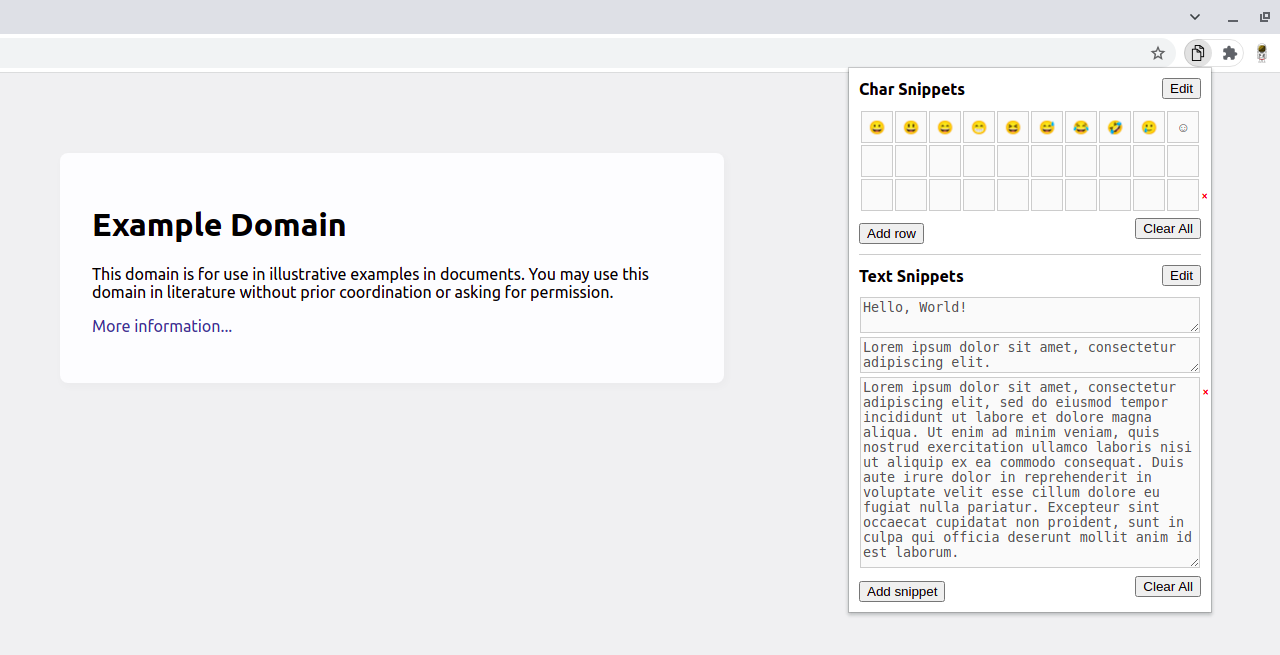 Example Domain
This domain is for use in illustrative examples in documents. You may use this
domain in literature without prior coordination or asking for permission.
More information...
Char Snippets
Edit
😀 😃 😄 😁 😆 😅 😂 🤣 🥲 ☺
×
Add row
Clear All
Text Snippets
Edit
Hello, World!
Lorem ipsum dolor sit amet, consectetur
adipiscing elit.
Lorem ipsum dolor sit amet, consectetur
adipiscing elit, sed do eiusmod tempor
incididunt ut labore et dolore magna
aliqua. Ut enim ad minim veniam, quis
nostrud exercitation ullamco laboris nisi
ut aliquip ex ea commodo consequat. Duis
aute irure dolor in reprehenderit in
voluptate velit esse cillum dolore eu
fugiat nulla pariatur. Excepteur sint
occaecat cupidatat non proident, sunt in
culpa qui officia deserunt mollit anim id
est laborum.
×
Add snippet
Clear All